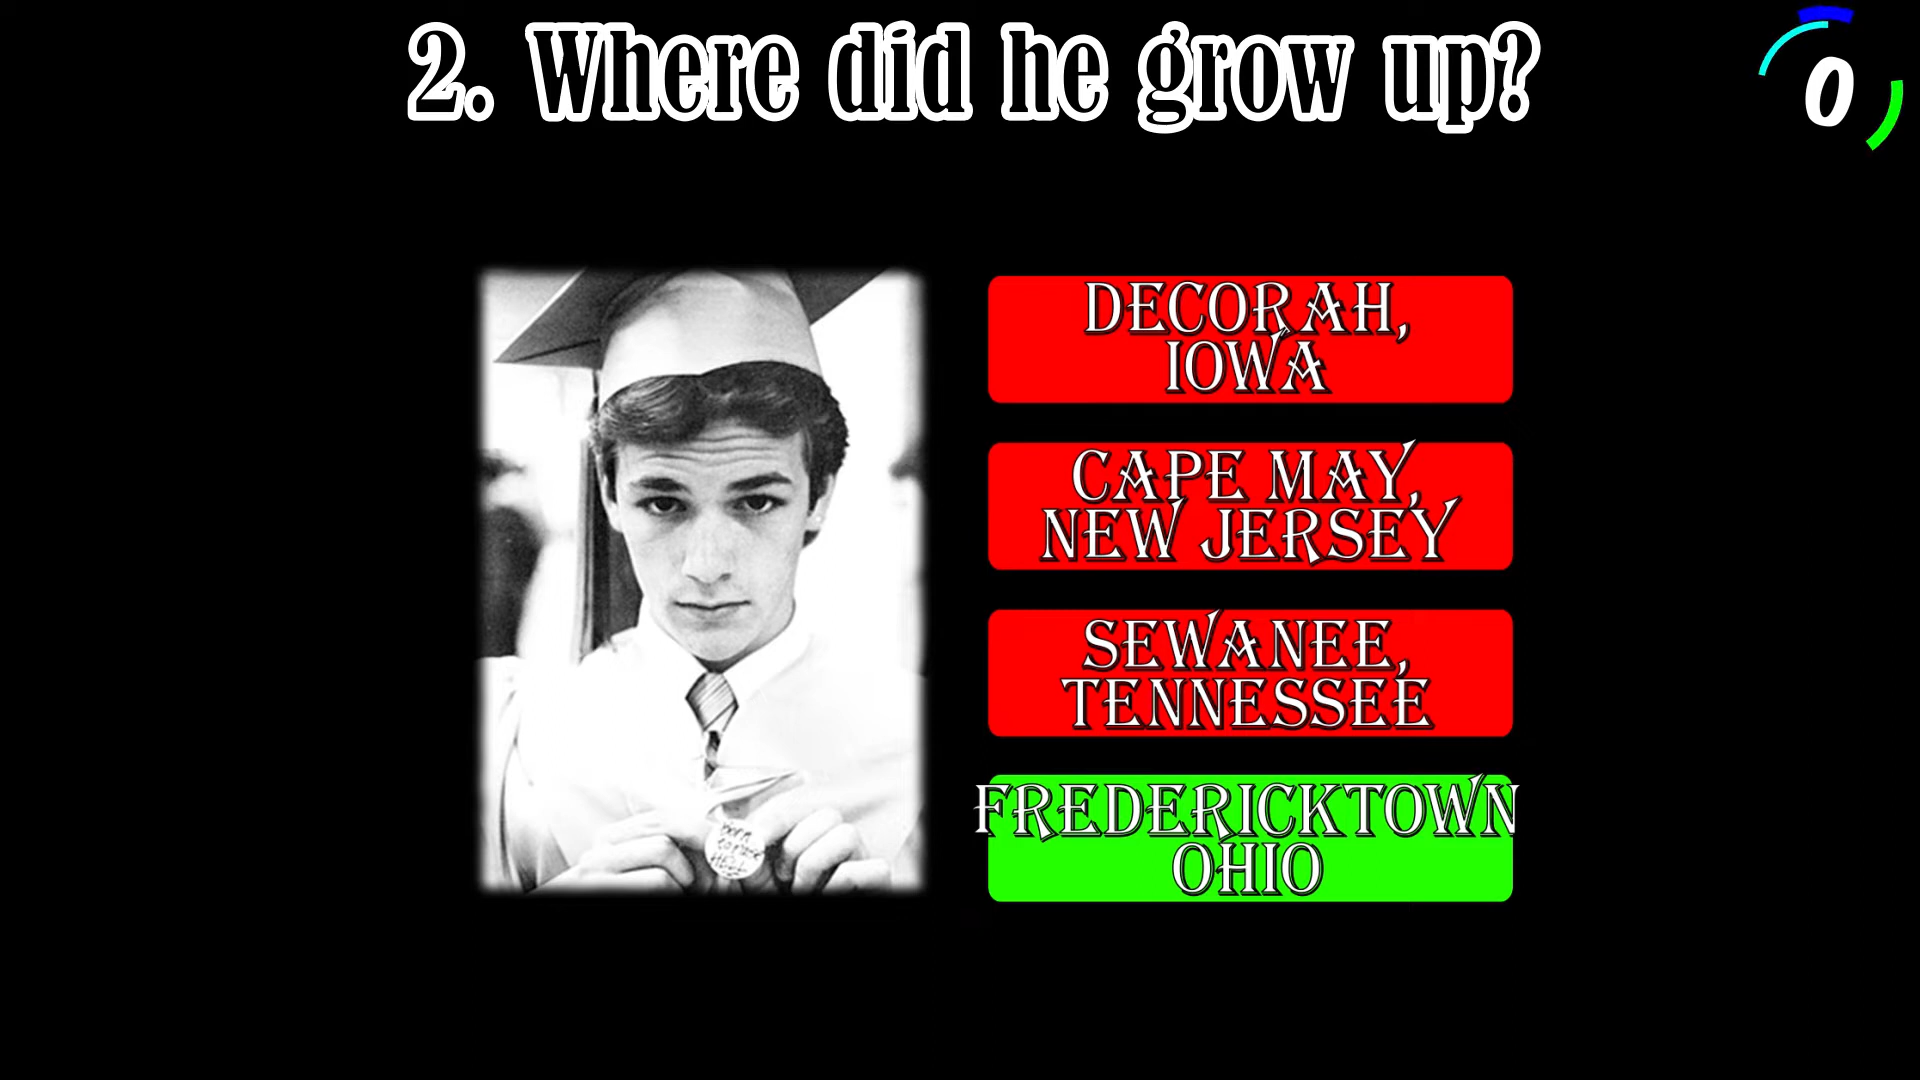 2. Where did he grow up?
0
DECORAH,
IOWA
CAPE MAY,
NEW JERSEY
SEWANEE,
TENNESSEE
FREDERICKTOWN
OHIO